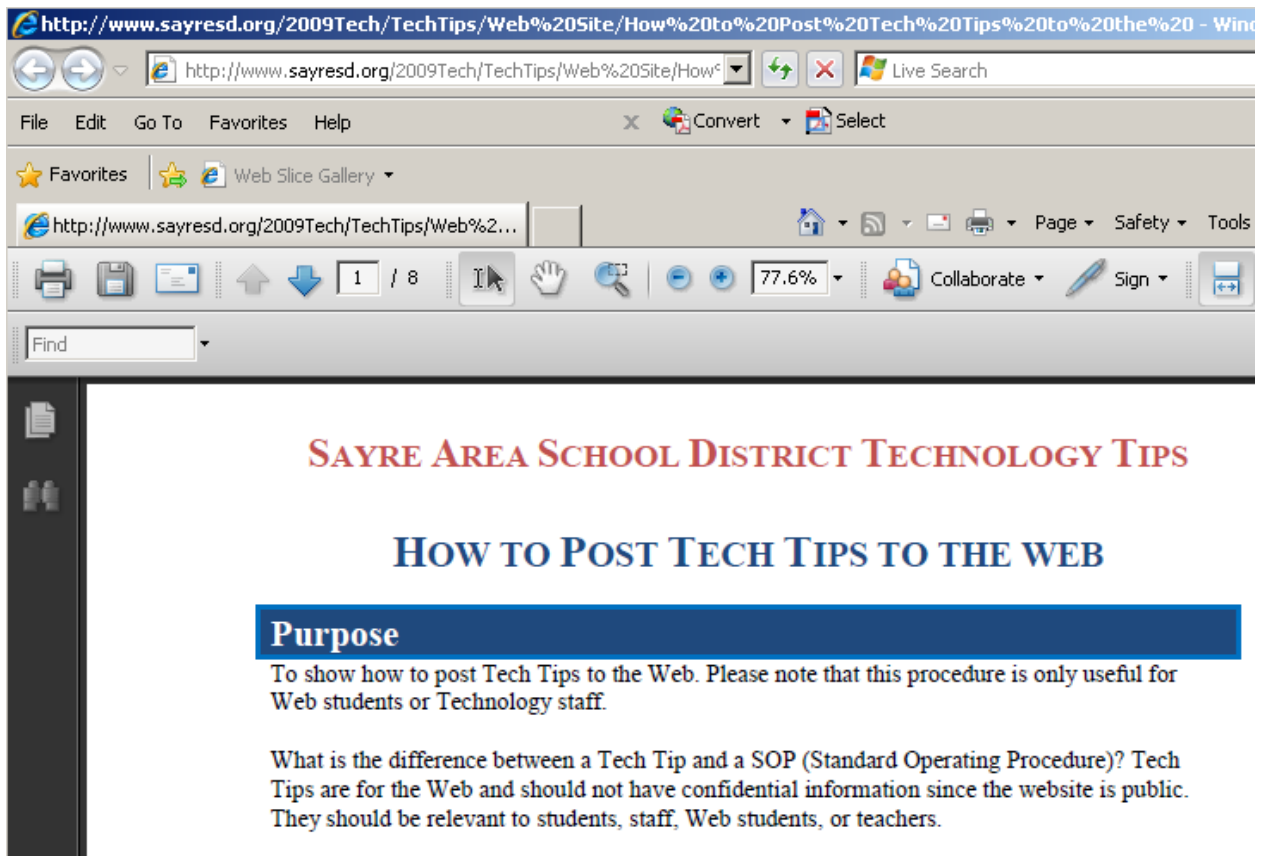 http://www.sayresd.org/2009Tech/TechTips/Web%20Site/How%20to%20Post%20Tech%20Tips%20to%20the%20 - Wind
http://www.sayresd.org/2009Tech/TechTips/Web%20Site/How Live Search
File Edit Go To Favorites Help x Convert Select
Favorites Web Slice Gallery
http://www.sayresd.org/2009Tech/TechTips/Web%2... Page Safety Tools
1 / 8 77.6% Collaborate Sign
Find
SAYRE AREA SCHOOL DISTRICT TECHNOLOGY TIPS
HOW TO POST TECH TIPS TO THE WEB
Purpose
To show how to post Tech Tips to the Web. Please note that this procedure is only useful for
Web students or Technology staff.
What is the difference between a Tech Tip and a SOP (Standard Operating Procedure)? Tech
Tips are for the Web and should not have confidential information since the website is public.
They should be relevant to students, staff, Web students, or teachers.